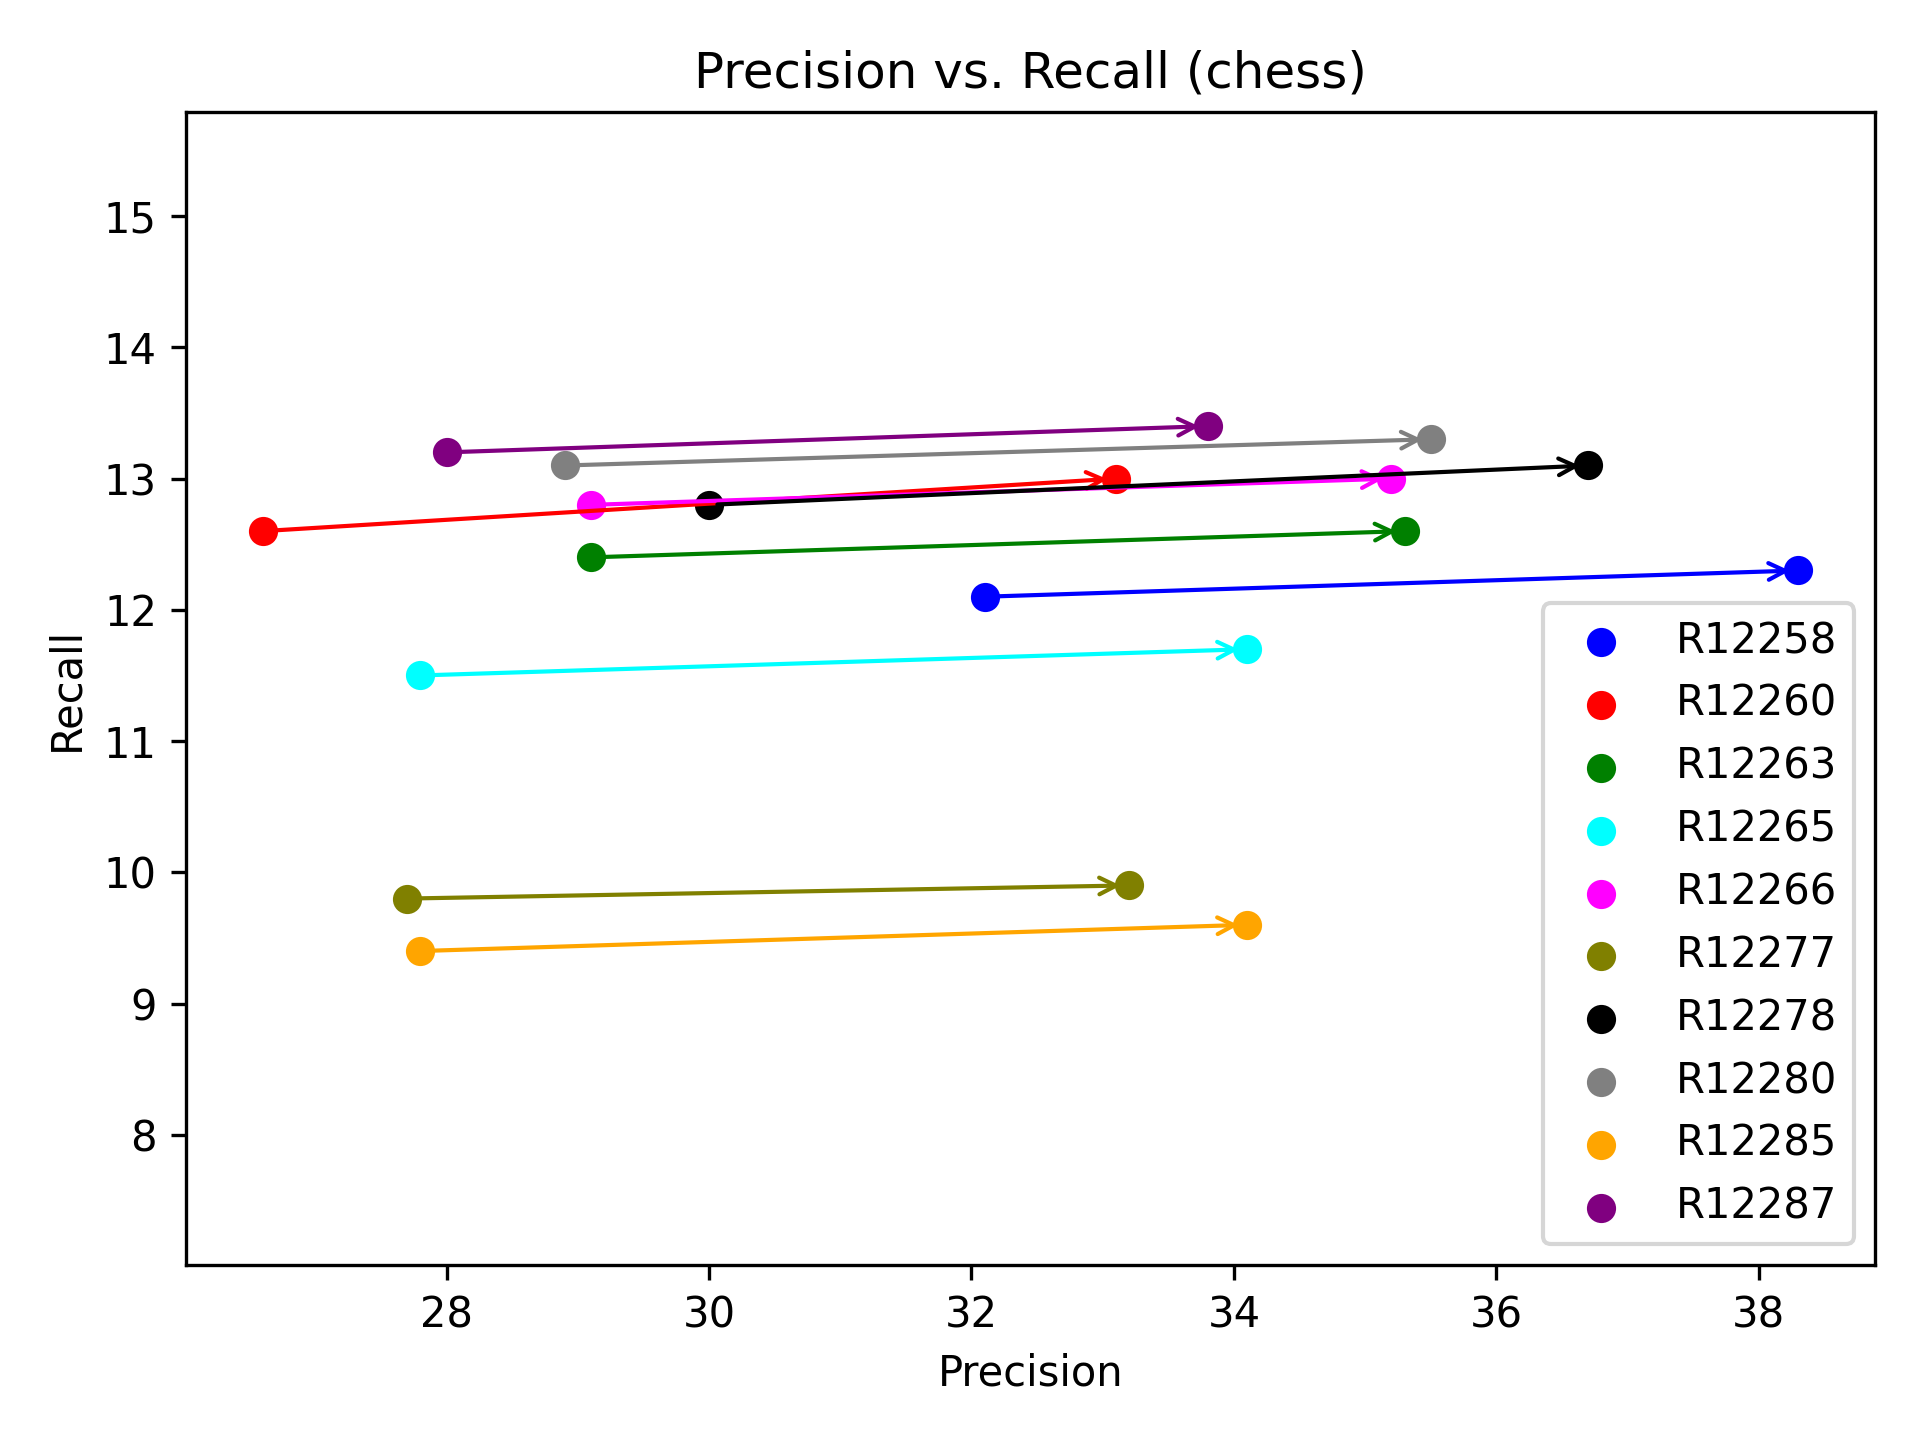 Precision vs. Recall (chess)
15
14
13
12
11
10
9
8
Recall
28 30 32 34 36 38
Precision
R12258
R12260
R12263
R12265
R12266
R12277
R12278
R12280
R12285
R12287